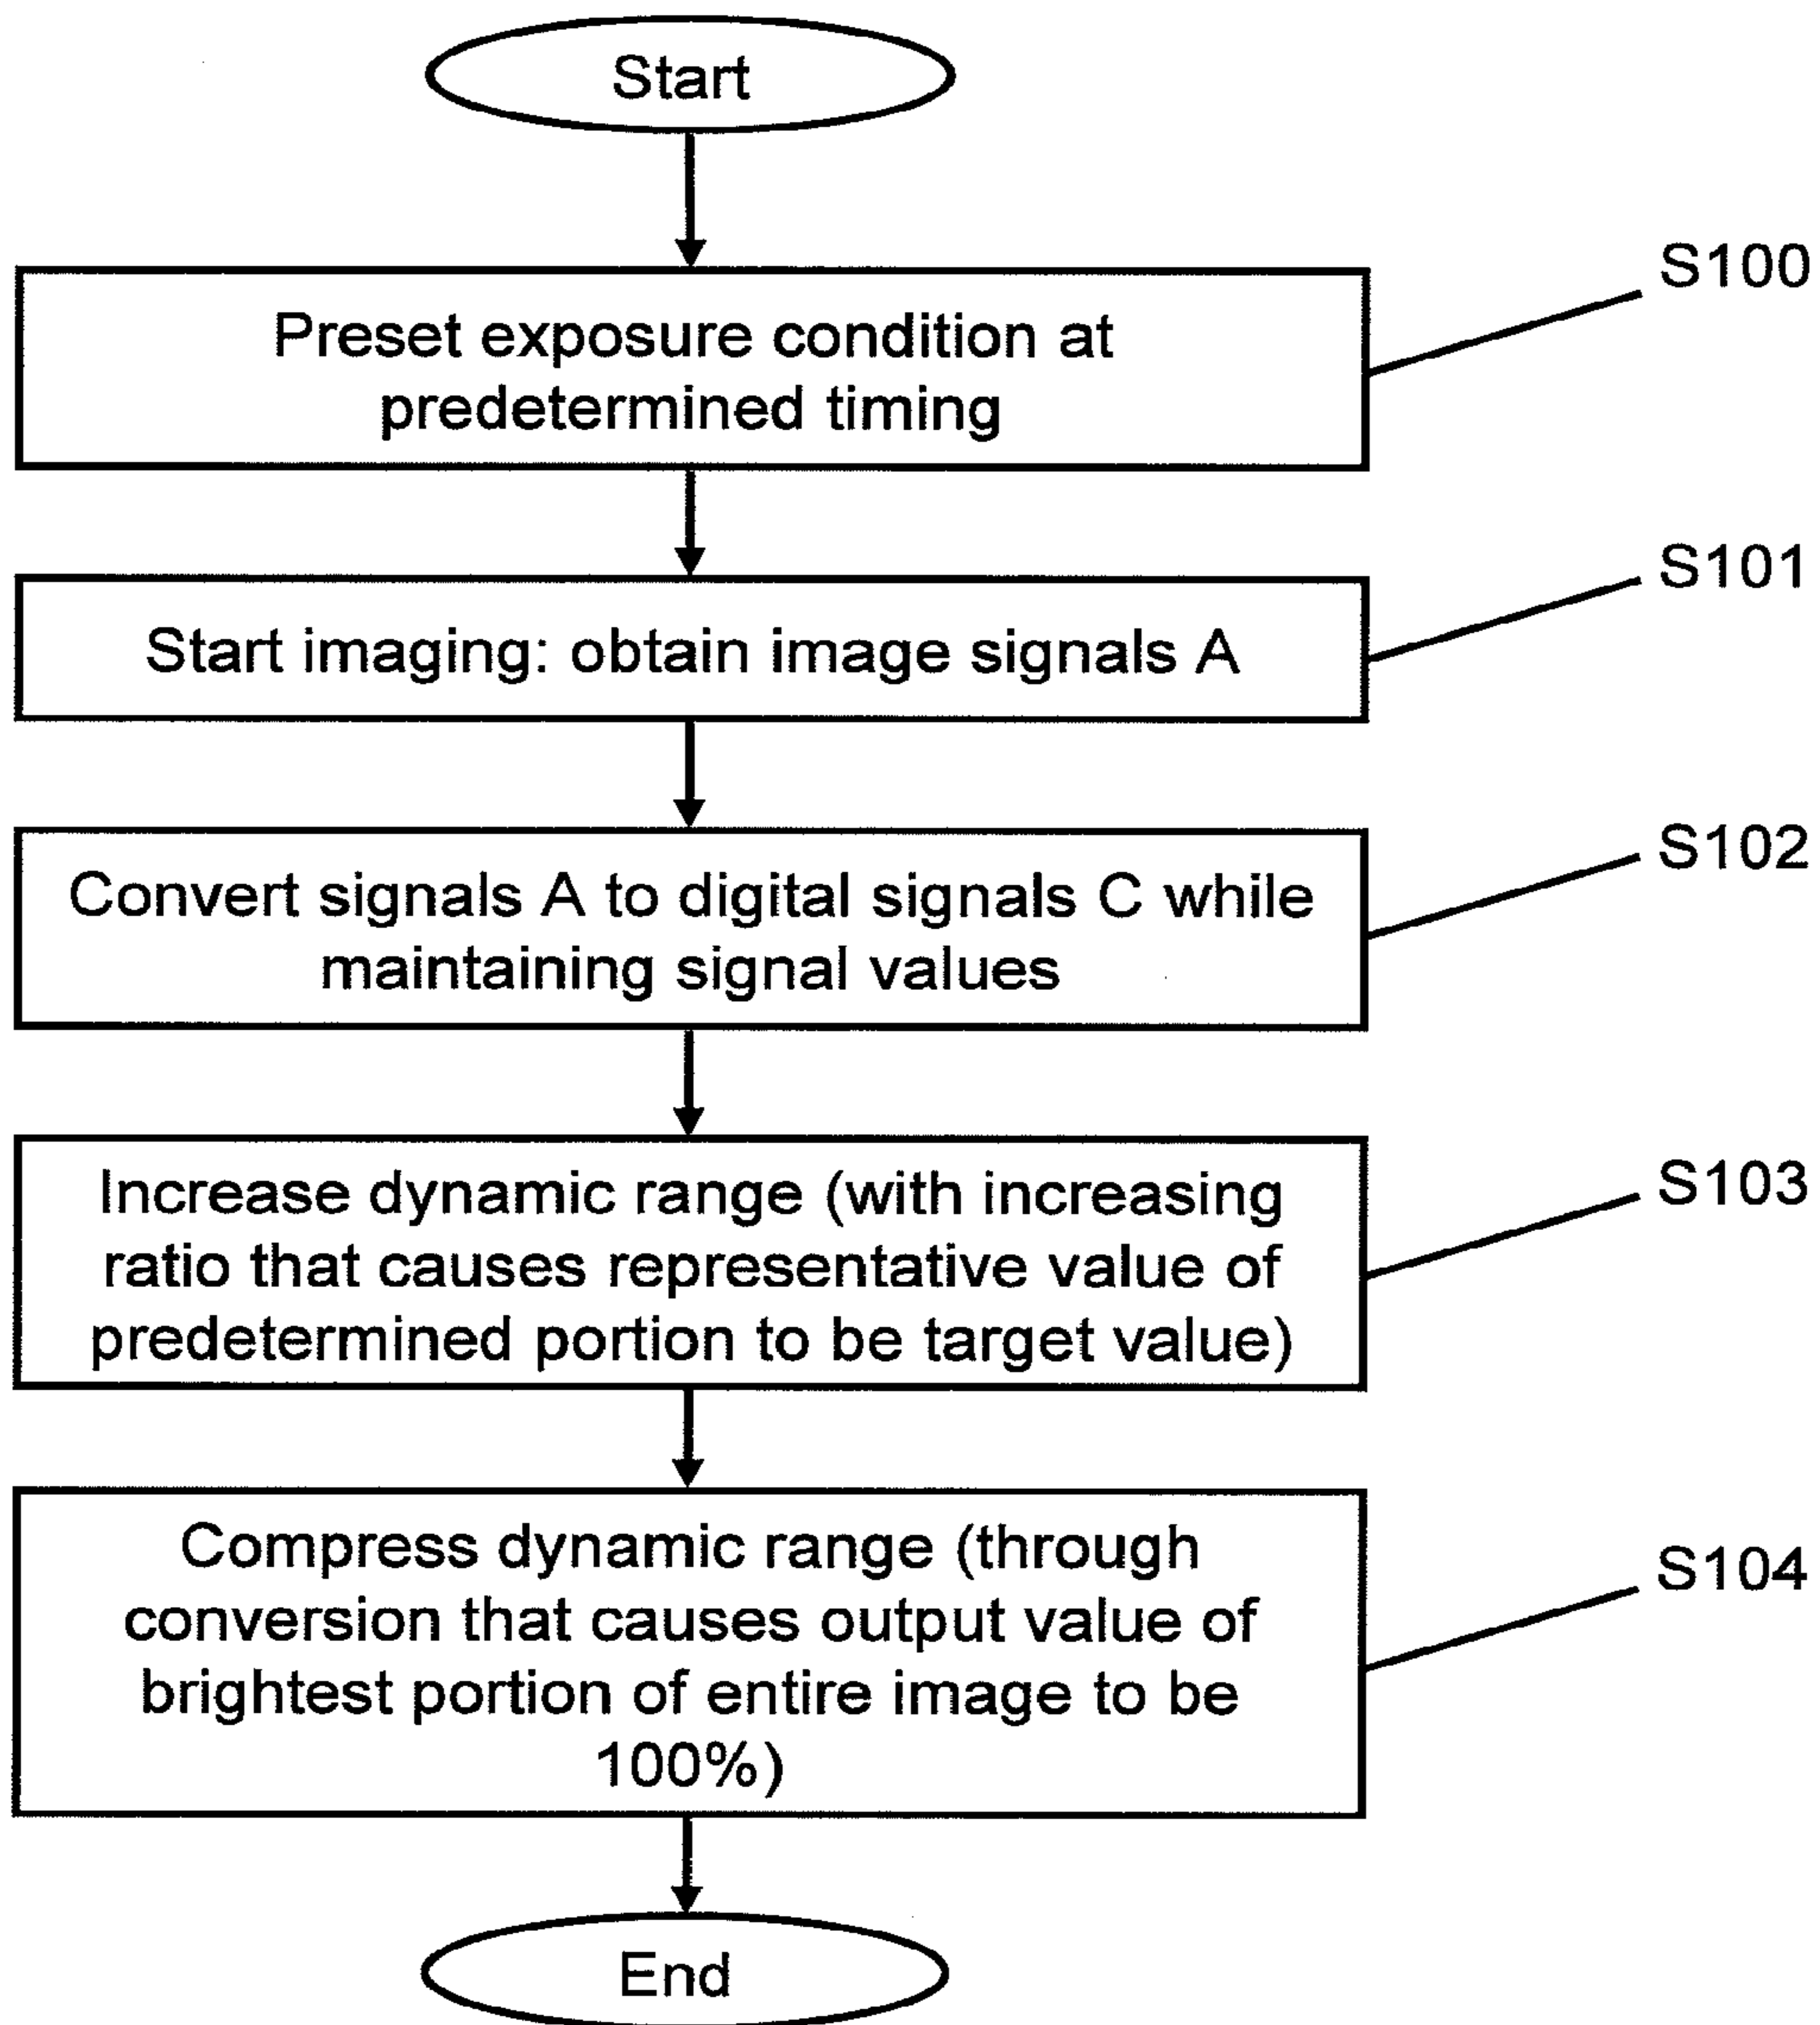 Start
S100
Preset exposure condition at
predetermined timing
S101
Start imaging: obtain image signals A
S102
Convert signals A to digital signals C while
maintaining signal values
S103
Increase dynamic range (with increasing
ratio that causes representative value of
predetermined portion to be target value)
S104
Compress dynamic range (through
conversion that causes output value of
brightest portion of entire image to be
100%)
End